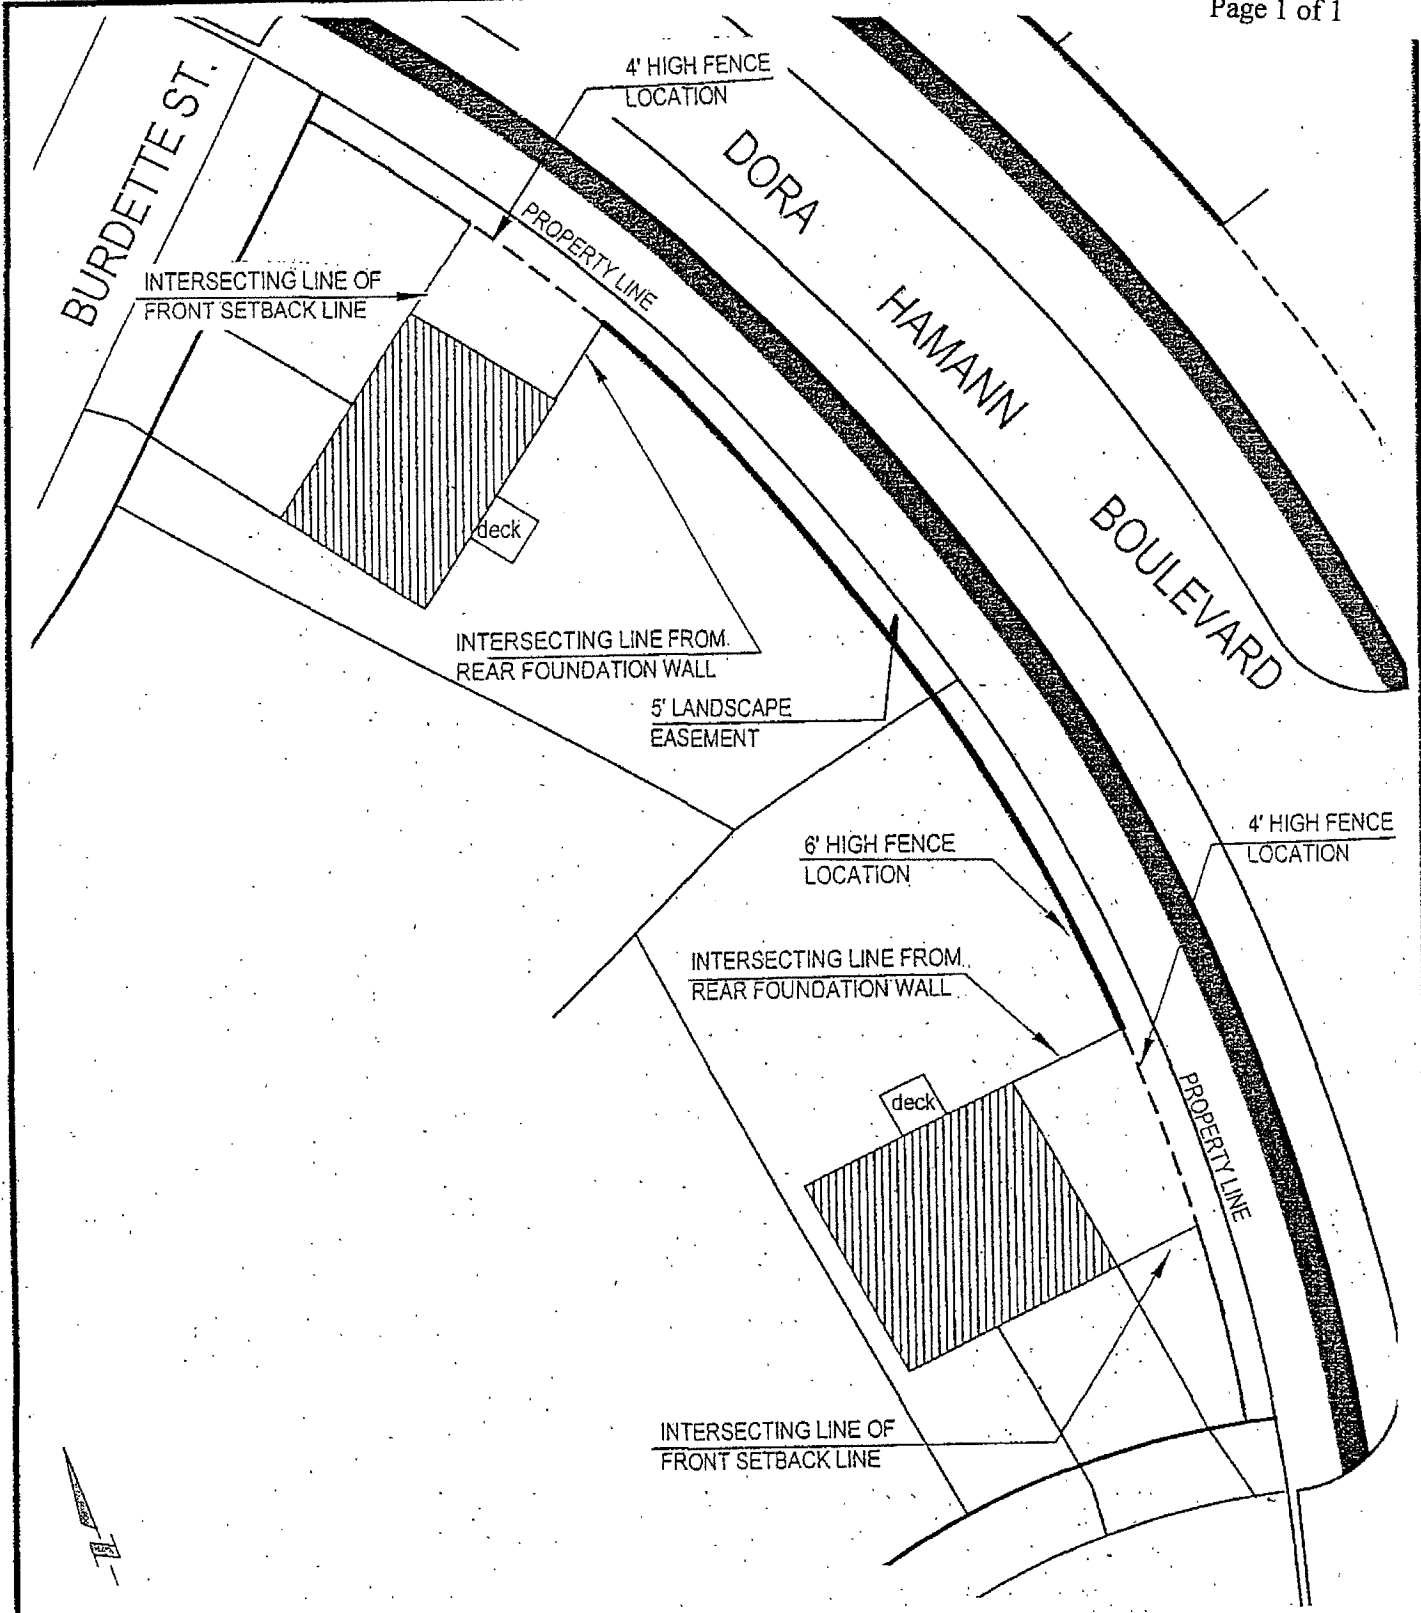 Page 1 of 1
4' HIGH FENCE
LOCATION
BURDETTE ST.
DORA HAMANN BOULEVARD
PROPERTY LINE
INTERSECTING LINE OF
FRONT SETBACK LINE
deck
INTERSECTING LINE FROM
REAR FOUNDATION WALL
5' LANDSCAPE
EASEMENT
4' HIGH FENCE
LOCATION
6' HIGH FENCE
LOCATION
INTERSECTING LINE FROM
REAR FOUNDATION WALL
deck
PROPERTY LINE
INTERSECTING LINE OF
FRONT SETBACK LINE